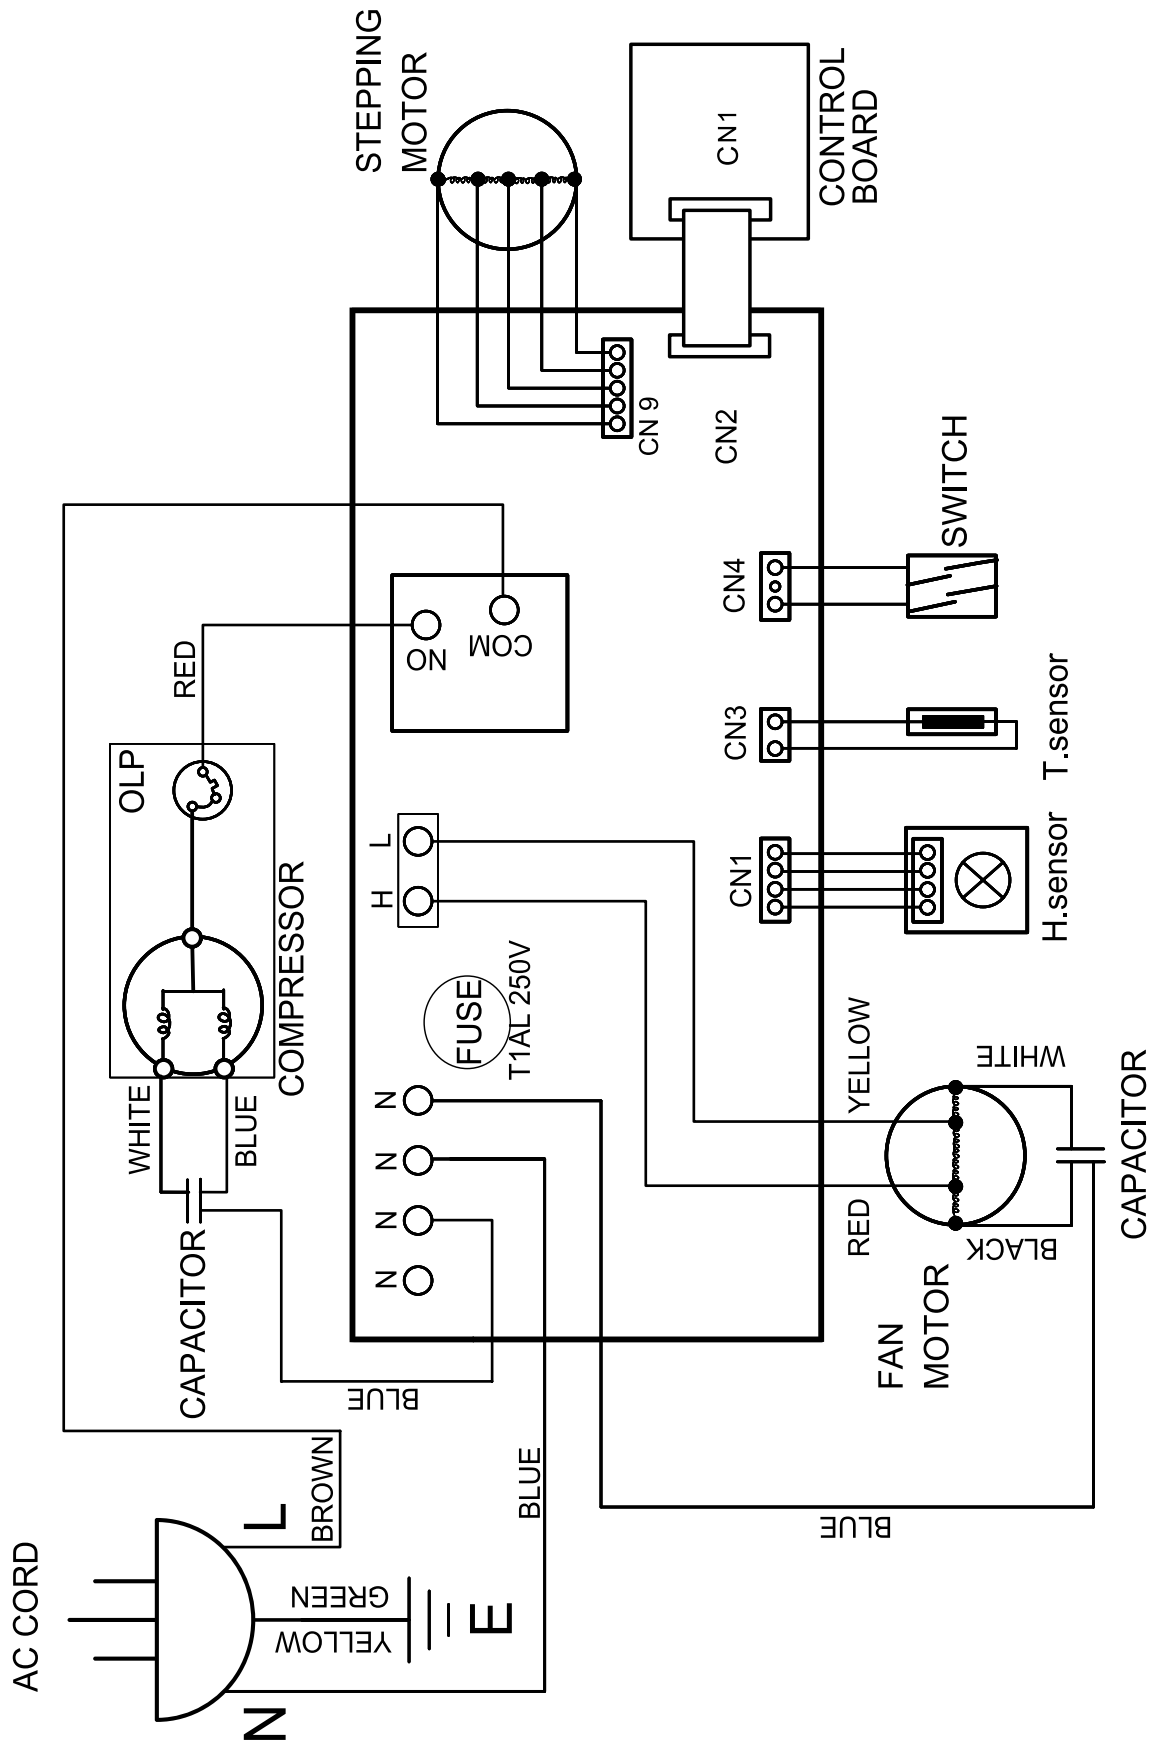 AC CORD
N
L
E
BROWN
GREEN
YELLOW
BLUE
BLUE
BLUE
CAPACITOR
WHITE
BLUE
COMPRESSOR
OLP
RED
NO
COM
N
N
N
N
FUSE
T1AL 250V
H
L
STEPPING
MOTOR
CN 9
CN2
CN1
CONTROL
BOARD
CN4
SWITCH
CN3
T.sensor
CN1
H.sensor
YELLOW
RED
WHITE
BLACK
FAN
MOTOR
CAPACITOR